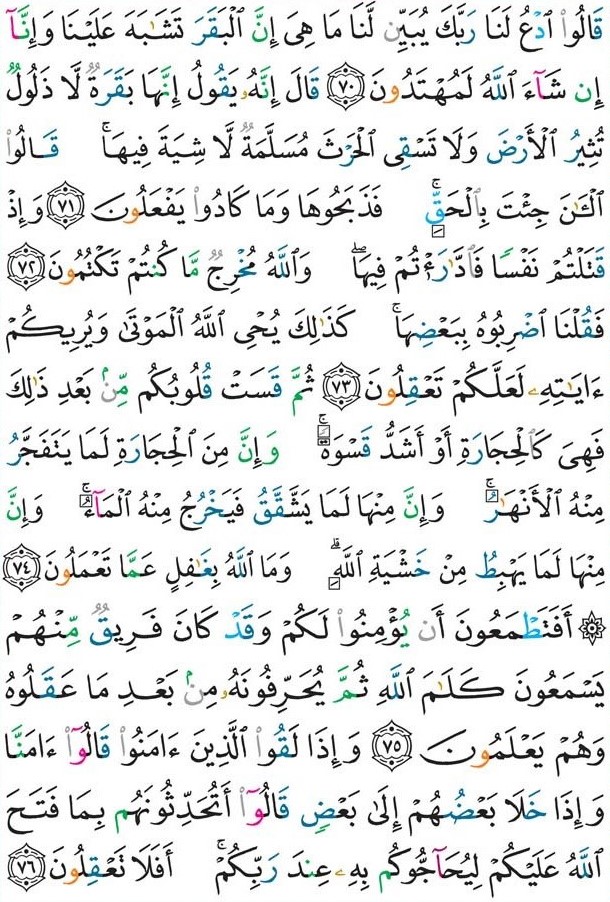 قَالُوا۟ ٱدْعُ لَنَا رَبَّكَ يُبَيِّن لَّنَا مَا هِىَ إِنَّ ٱلْبَقَرَ تَشَـٰبَهَ عَلَيْنَا وَإِنَّآ
إِن شَآءَ ٱللَّهُ لَمُهْتَدُونَ ٧٠ قَالَ إِنَّهُۥ يَقُولُ إِنَّهَا بَقَرَةٌ لَّا ذَلُولٌ
تُثِيرُ ٱلْأَرْضَ وَلَا تَسْقِى ٱلْحَرْثَ مُسَلَّمَةٌ لَّا شِيَةَ فِيهَا ۚ قَالُوا۟
ٱلْـَٔـٰنَ جِئْتَ بِٱلْحَقِّ ۚ فَذَبَحُوهَا وَمَا كَادُوا۟ يَفْعَلُونَ ٧١ وَإِذْ
قَتَلْتُمْ نَفْسًا فَٱدَّٰرَْٰٔتُمْ فِيهَا ۖ وَٱللَّهُ مُخْرِجٌ مَّا كُنتُمْ تَكْتُمُونَ ٧٢
فَقُلْنَا ٱضْرِبُوهُ بِبَعْضِهَا ۚ كَذَٰلِكَ يُحْىِ ٱللَّهُ ٱلْمَوْتَىٰ وَيُرِيكُمْ
ءَايَـٰتِهِۦ لَعَلَّكُمْ تَعْقِلُونَ ٧٣ ثُمَّ قَسَتْ قُلُوبُكُم مِّنۢ بَعْدِ ذَٰلِكَ
فَهِىَ كَٱلْحِجَارَةِ أَوْ أَشَدُّ قَسْوَةً ۚ وَإِنَّ مِنَ ٱلْحِجَارَةِ لَمَا يَتَفَجَّرُ
مِنْهُ ٱلْأَنْهَـٰرُ ۚ وَإِنَّ مِنْهَا لَمَا يَشَّقَّقُ فَيَخْرُجُ مِنْهُ ٱلْمَآءُ ۚ وَإِنَّ
مِنْهَا لَمَا يَهْبِطُ مِنْ خَشْيَةِ ٱللَّهِ ۗ وَمَا ٱللَّهُ بِغَـٰفِلٍ عَمَّا تَعْمَلُونَ ٧٤
۞ أَفَتَطْمَعُونَ أَن يُؤْمِنُوا۟ لَكُمْ وَقَدْ كَانَ فَرِيقٌ مِّنْهُمْ
يَسْمَعُونَ كَلَـٰمَ ٱللَّهِ ثُمَّ يُحَرِّفُونَهُۥ مِنۢ بَعْدِ مَا عَقَلُوهُ
وَهُمْ يَعْلَمُونَ ٧٥ وَإِذَا لَقُوا۟ ٱلَّذِينَ ءَامَنُوا۟ قَالُوٓا۟ ءَامَنَّا
وَإِذَا خَلَا بَعْضُهُمْ إِلَىٰ بَعْضٍ قَالُوٓا۟ أَتُحَدِّثُونَهُم بِمَا فَتَحَ
ٱللَّهُ عَلَيْكُمْ لِيُحَآجُّوكُم بِهِۦ عِندَ رَبِّكُمْ ۚ أَفَلَا تَعْقِلُونَ ٧٦